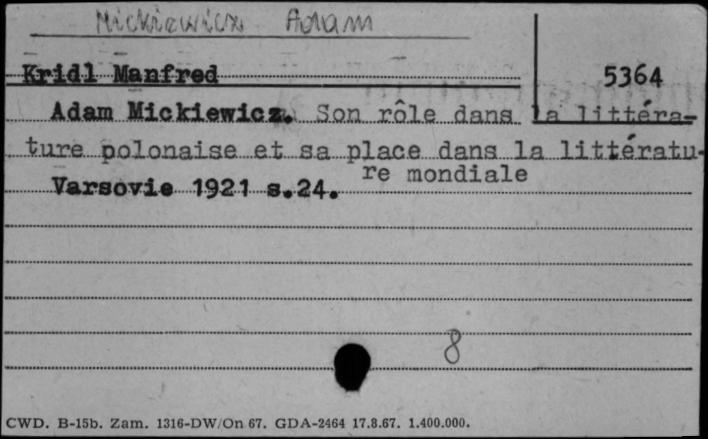 Mickiewicz Adam
Kridl Manfred
5364
Adam Mickiewicz. Son rôle dans la littéra-
ture polonaise et sa place dans la littératu-
re mondiale
Varsovie 1921 s.24.
8
CWD. B-15b. Zam. 1316-DW/On 67. GDA-2464 17.8.67. 1.400.000.